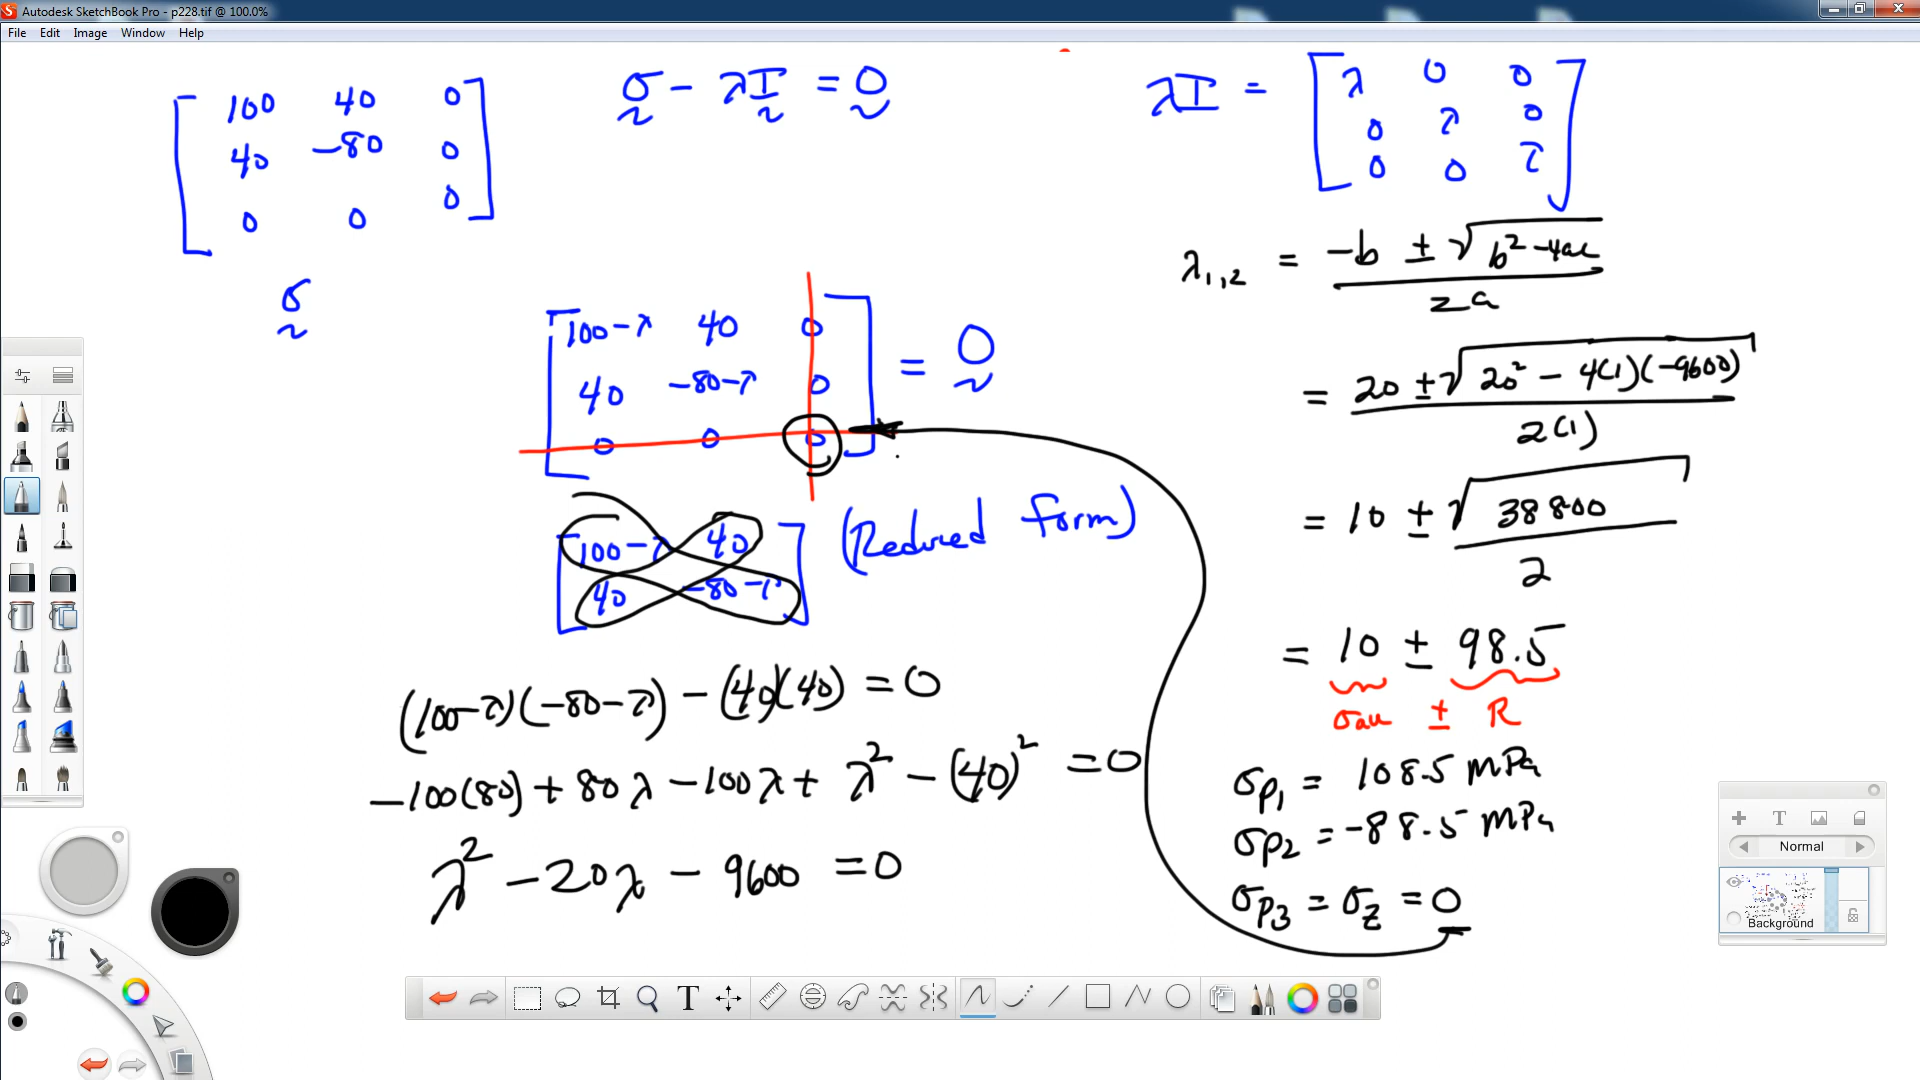 Autodesk SketchBook Pro - p228.tif @ 100.0%
File Edit Image Window Help
[ 100 40 0
40 -80 0
0 0 0 ]
σ
σ - λI = 0
λI = [ λ 0 0
0 λ 0
0 0 λ ]
[ 100-λ 40 0
40 -80-λ 0
0 0 0 ] = 0
[ 100-λ 40
40 -80-λ ] (Reduced form)
(100-λ)(-80-λ) - (40)(40) = 0
-100(80) + 80λ - 100λ + λ² - (40)² = 0
λ² - 20λ - 9600 = 0
λ1,2 = (-b ± √(b² - 4ac)) / 2a
= (20 ± √(20² - 4(1)(-9600))) / 2(1)
= 10 ± √38800 / 2
= 10 ± 98.5
σav ± R
σp1 = 108.5 MPa
σp2 = -88.5 MPa
σp3 = σz = 0
T
Normal
Background
T